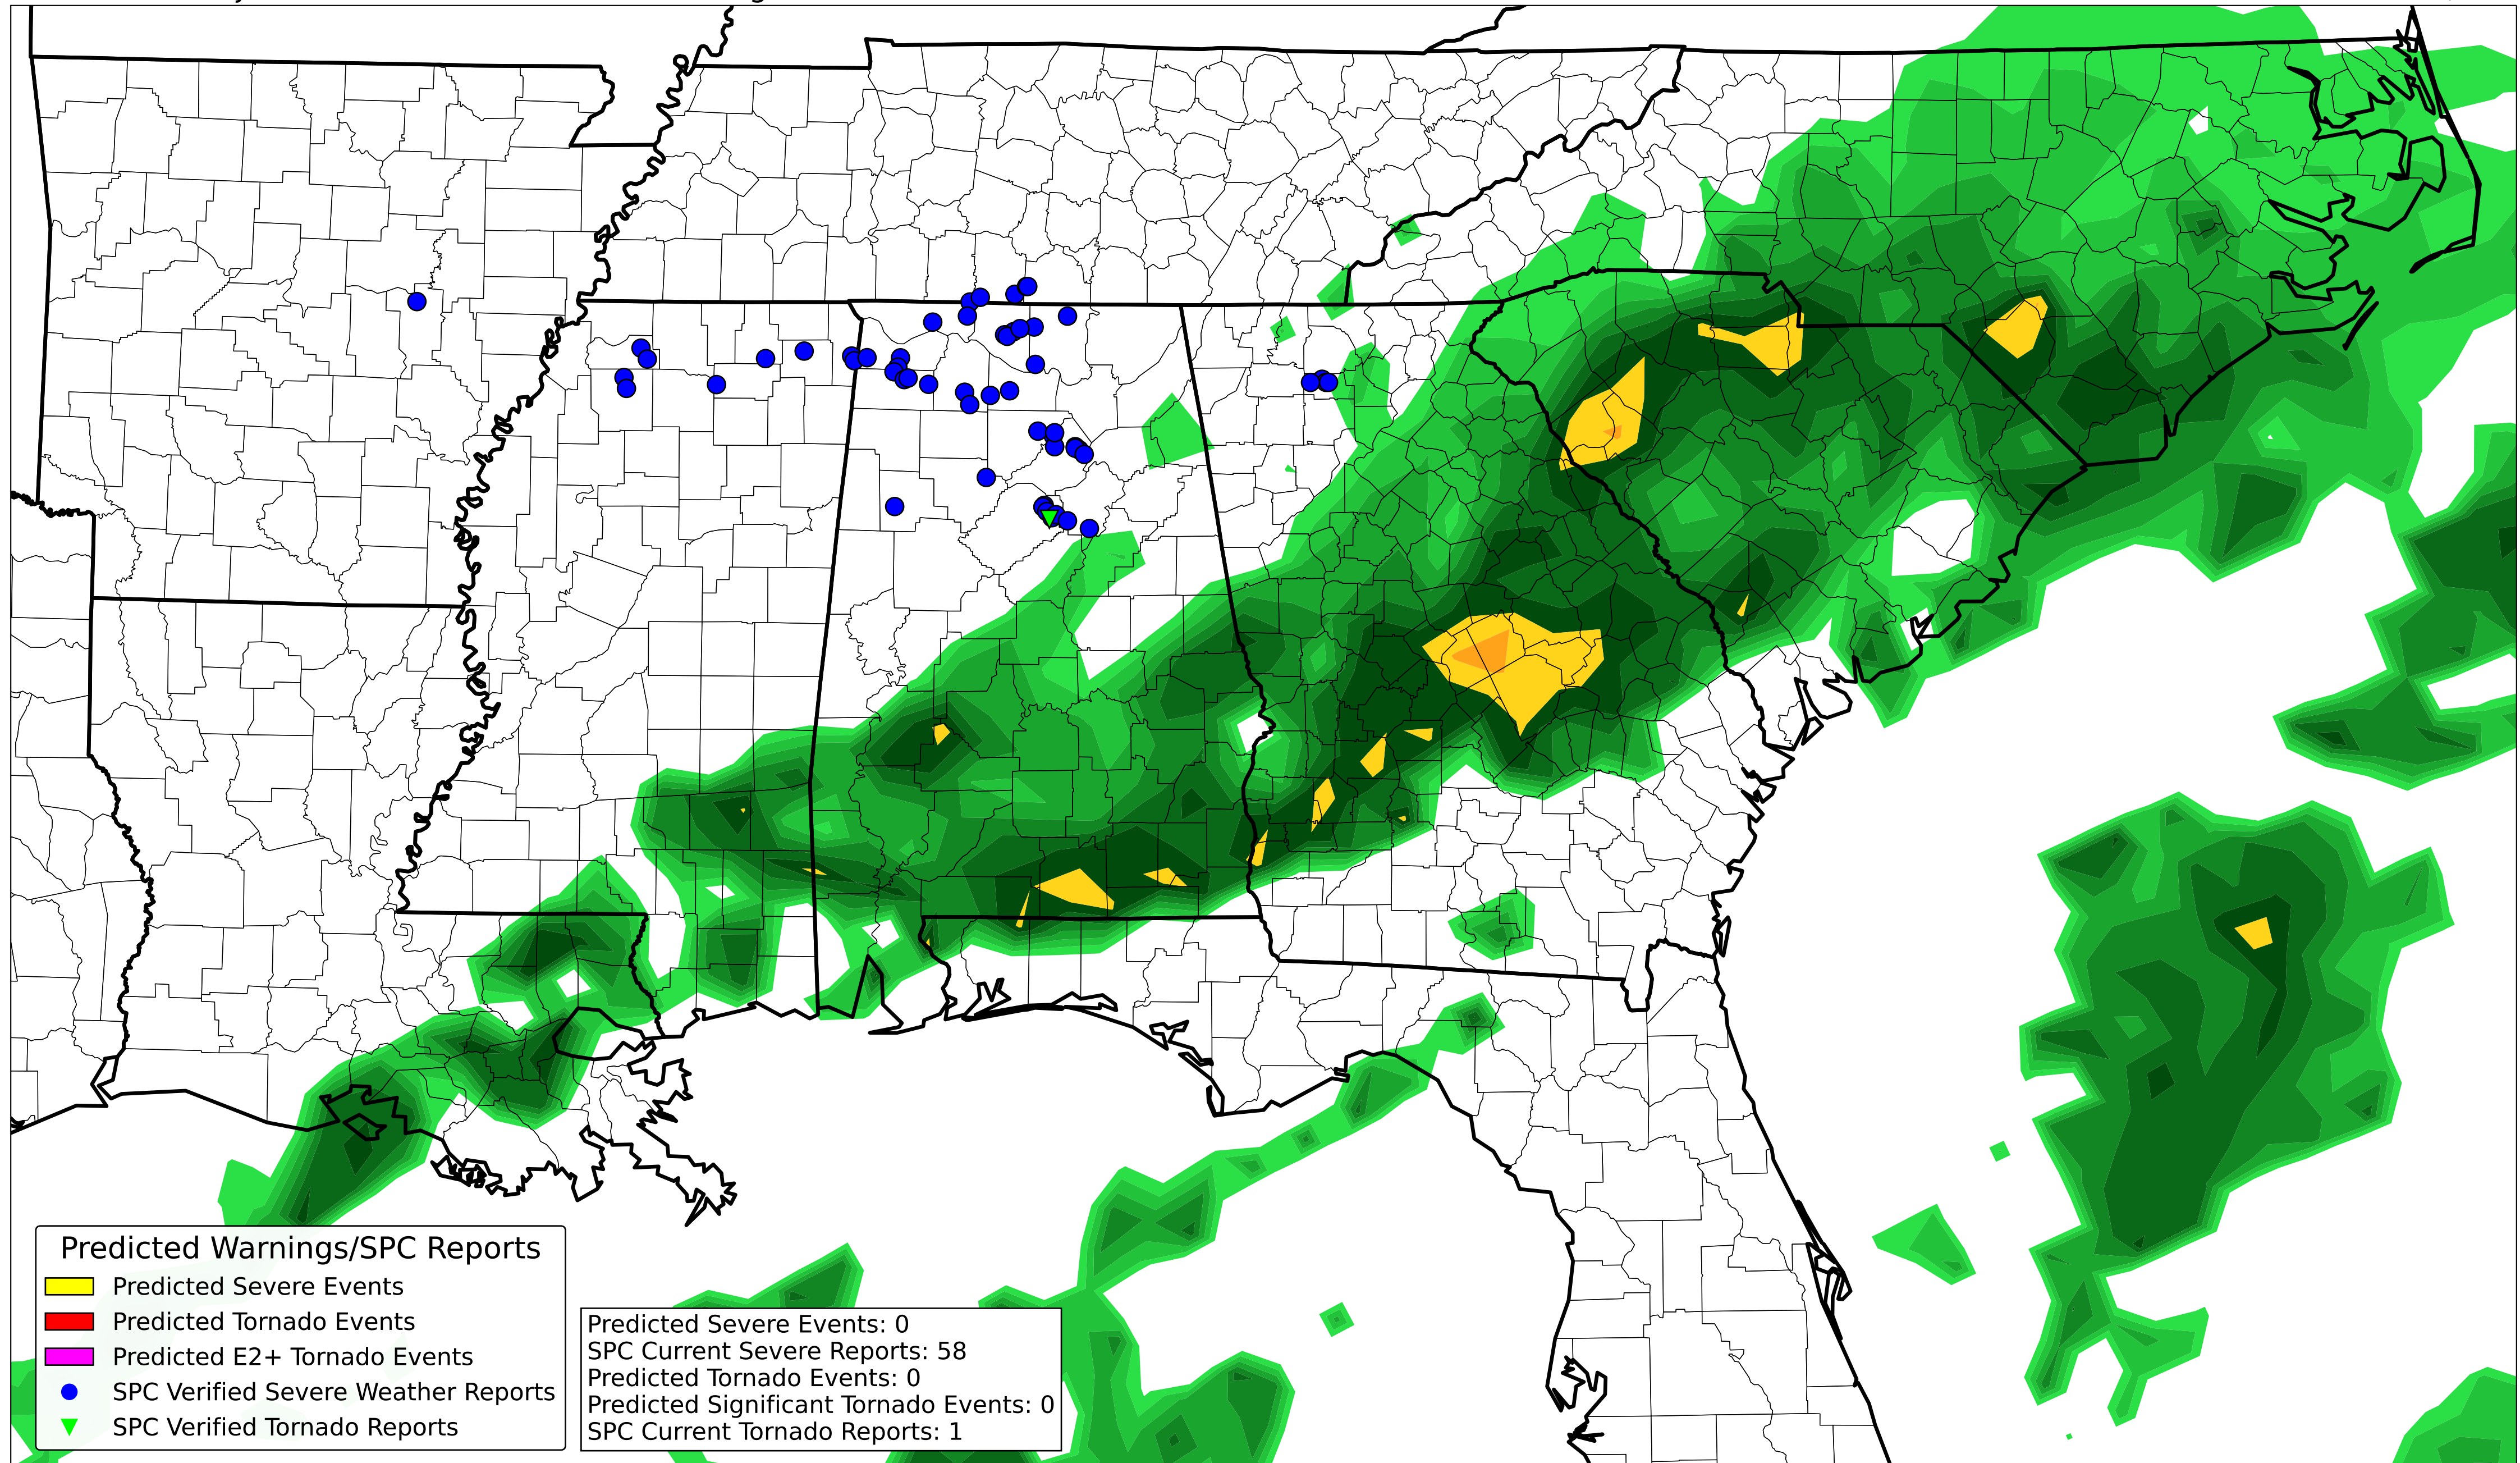 Predicted Warnings/SPC Reports
Predicted Severe Events
Predicted Tornado Events
Predicted E2+ Tornado Events
SPC Verified Severe Weather Reports
SPC Verified Tornado Reports
Predicted Severe Events: 0
SPC Current Severe Reports: 58
Predicted Tornado Events: 0
Predicted Significant Tornado Events: 0
SPC Current Tornado Reports: 1